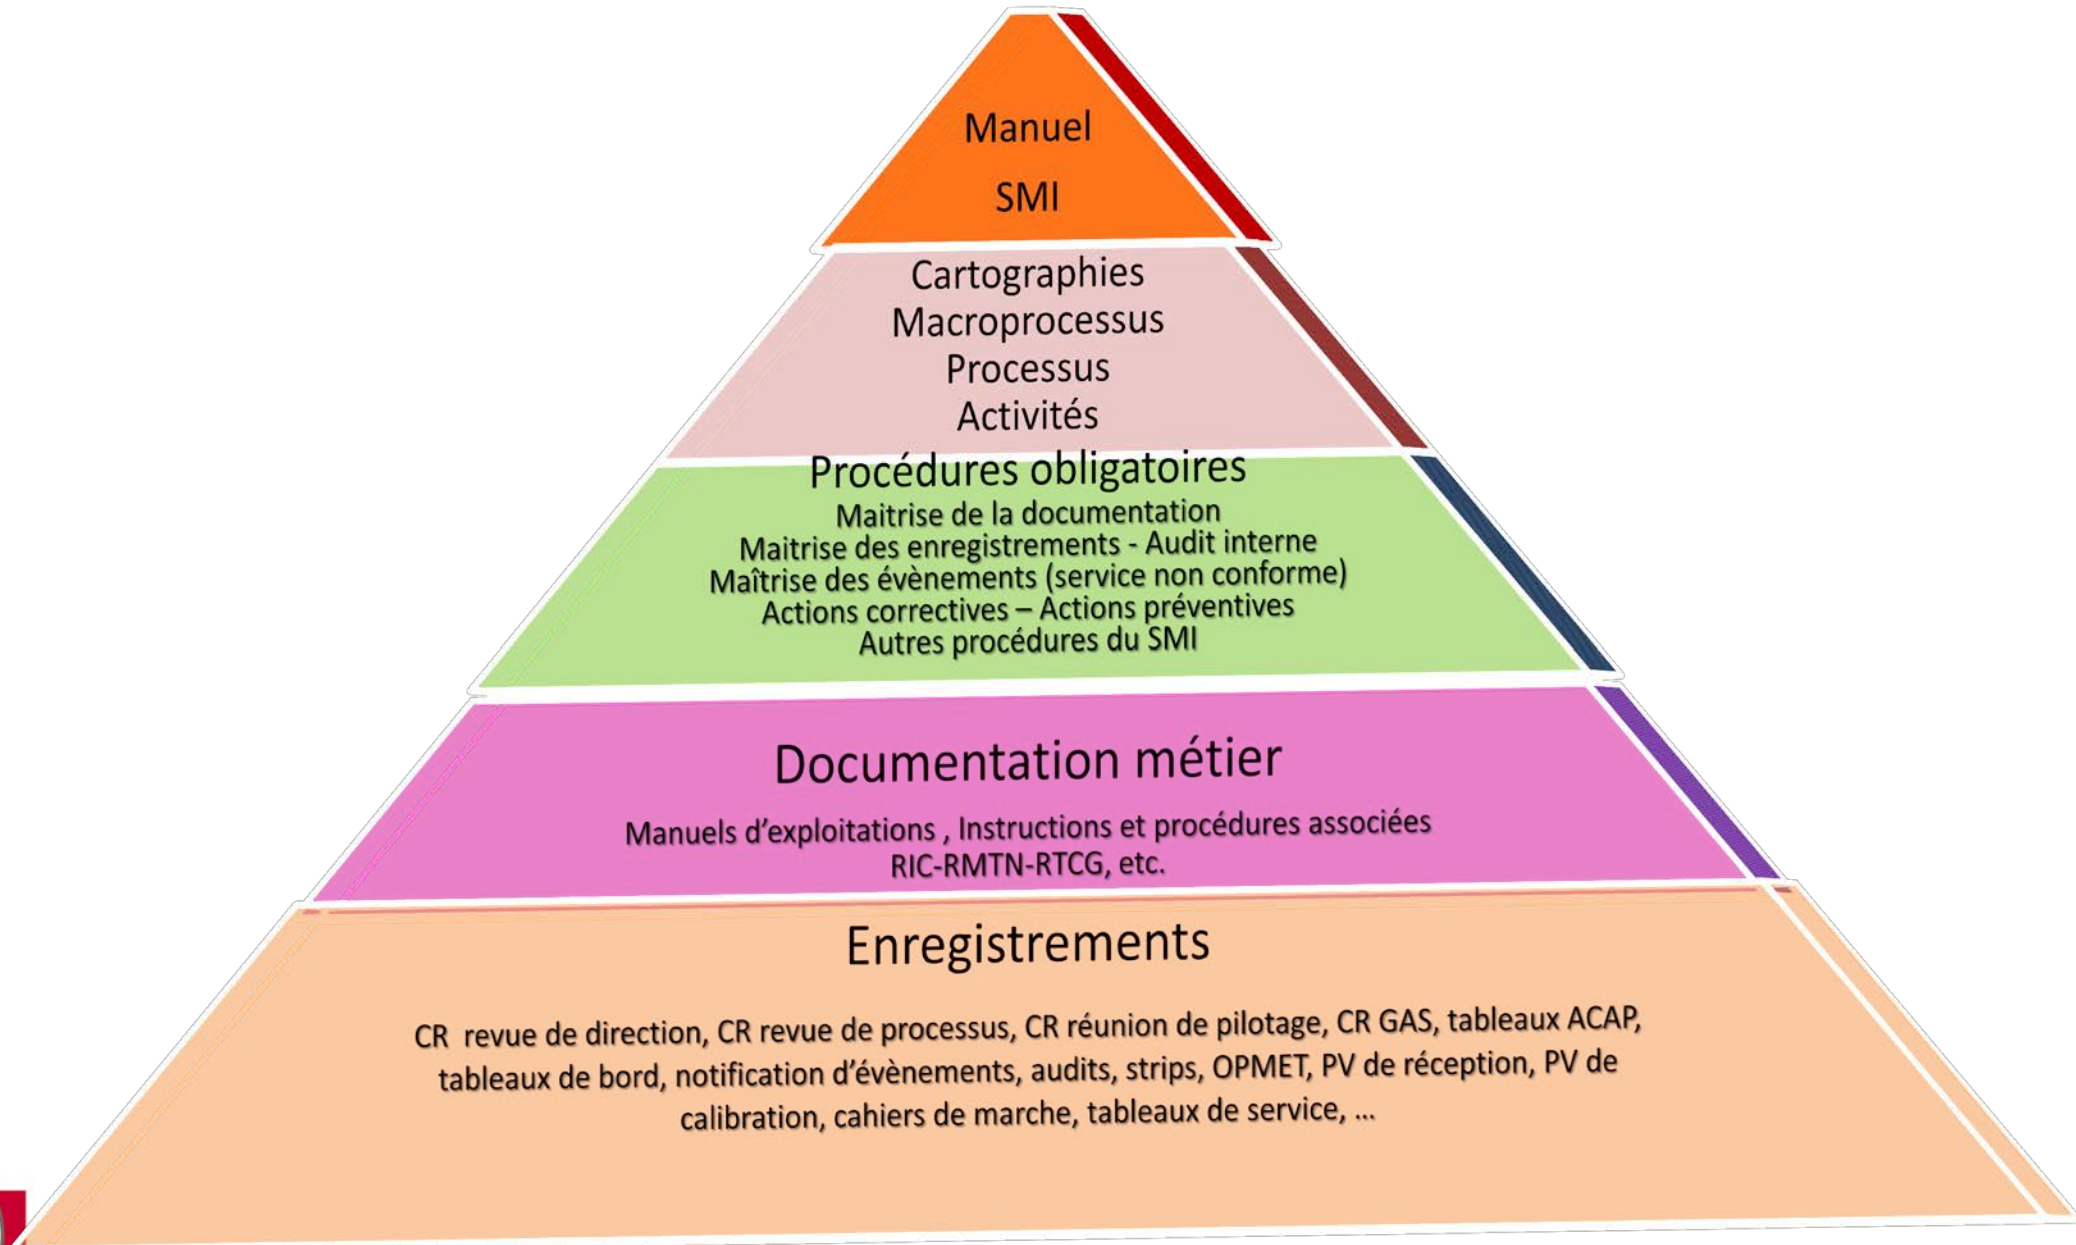 Manuel
SMI
Cartographies
Macroprocessus
Processus
Activités
Procédures obligatoires
Maitrise de la documentation
Maitrise des enregistrements - Audit interne
Maîtrise des évènements (service non conforme)
Actions correctives – Actions préventives
Autres procédures du SMI
Documentation métier
Manuels d’exploitations , Instructions et procédures associées
RIC-RMTN-RTCG, etc.
Enregistrements
CR revue de direction, CR revue de processus, CR réunion de pilotage, CR GAS, tableaux ACAP,
tableaux de bord, notification d’évènements, audits, strips, OPMET, PV de réception, PV de
calibration, cahiers de marche, tableaux de service, ...